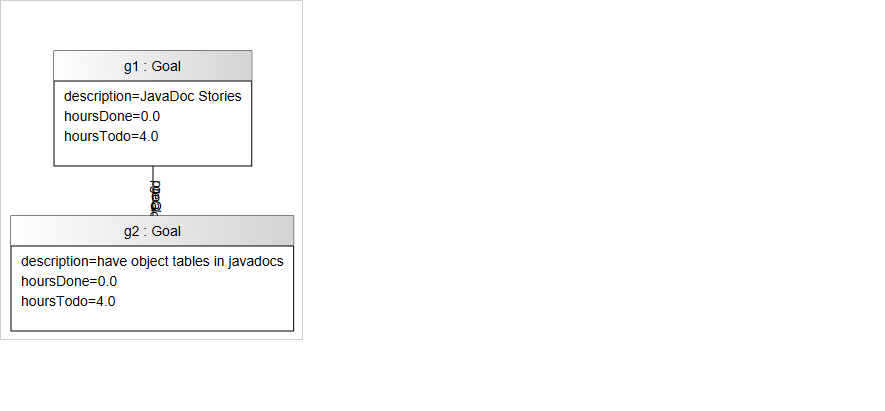 g1 : Goal
description=JavaDoc Stories
hoursDone=0.0
hoursTodo=4.0
g2 : Goal
description=have object tables in javadocs
hoursDone=0.0
hoursTodo=4.0